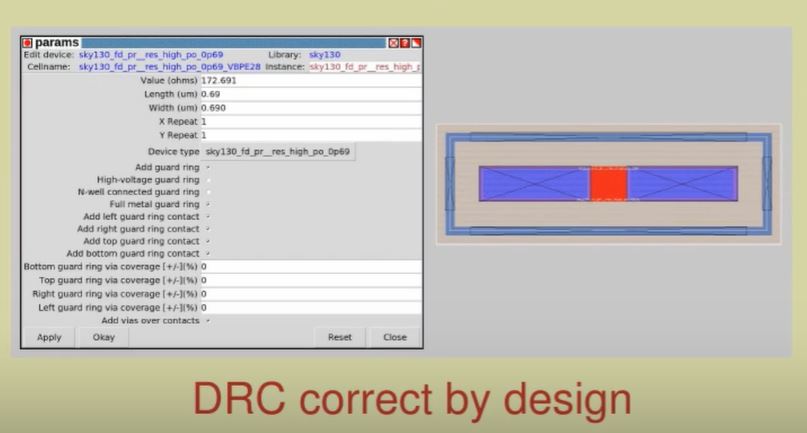 params
Edit device: sky130_fd_pr__res_high_po_0p69 Library: sky130
Cellname: sky130_fd_pr__res_high_po_0p69_VBPE28 Instance: sky130_fd_pr__res_high_p
Value (ohms) 172.691
Length (um) 0.69
Width (um) 0.690
X Repeat 1
Y Repeat 1
Device type sky130_fd_pr__res_high_po_0p69
Add guard ring
High-voltage guard ring
N-well connected guard ring
Full metal guard ring
Add left guard ring contact
Add right guard ring contact
Add top guard ring contact
Add bottom guard ring contact
Bottom guard ring via coverage [+/-](%) 0
Top guard ring via coverage [+/-](%) 0
Right guard ring via coverage [+/-](%) 0
Left guard ring via coverage [+/-](%) 0
Add vias over contacts
Apply Okay Reset Close
DRC correct by design